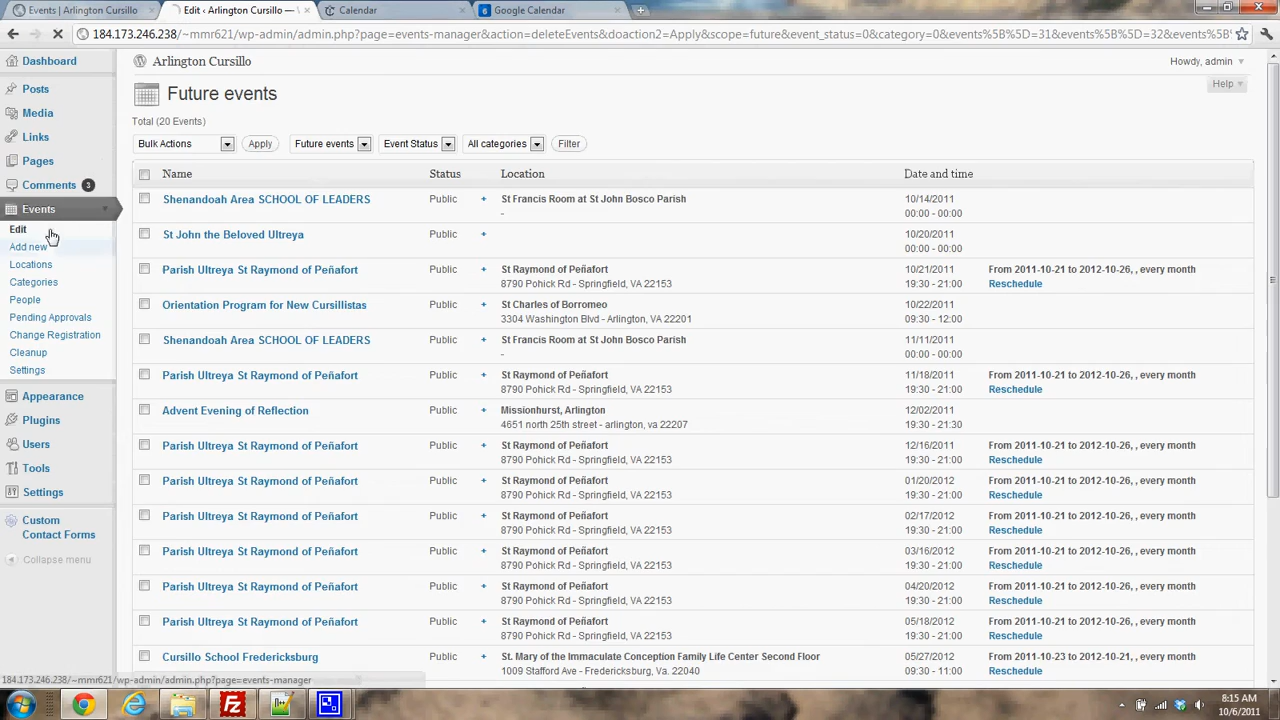 Events | Arlington Cursillo
Edit ‹ Arlington Cursillo —
Calendar
Google Calendar
184.173.246.238/~mmr621/wp-admin/admin.php?page=events-manager&action=deleteEvents&doaction2=Apply&scope=future&event_status=0&category=0&events%5B%5D=31&events%5B%5D=32&events%5B%
Dashboard
Posts
Media
Links
Pages
Comments 3
Events
Edit
Add new
Locations
Categories
People
Pending Approvals
Change Registration
Cleanup
Settings
Appearance
Plugins
Users
Tools
Settings
Custom
Contact Forms
Collapse menu
Arlington Cursillo
Howdy, admin
Help
Future events
Total (20 Events)
Bulk Actions Apply Future events Event Status All categories Filter
Name Status Location Date and time
Shenandoah Area SCHOOL OF LEADERS Public + St Francis Room at St John Bosco Parish 10/14/2011
- 00:00 - 00:00
St John the Beloved Ultreya Public + 10/20/2011
00:00 - 00:00
Parish Ultreya St Raymond of Peñafort Public + St Raymond of Peñafort 10/21/2011 From 2011-10-21 to 2012-10-26, , every month
8790 Pohick Rd - Springfield, VA 22153 19:30 - 21:00 Reschedule
Orientation Program for New Cursillistas Public + St Charles of Borromeo 10/22/2011
3304 Washington Blvd - Arlington, VA 22201 09:30 - 12:00
Shenandoah Area SCHOOL OF LEADERS Public + St Francis Room at St John Bosco Parish 11/11/2011
- 00:00 - 00:00
Parish Ultreya St Raymond of Peñafort Public + St Raymond of Peñafort 11/18/2011 From 2011-10-21 to 2012-10-26, , every month
8790 Pohick Rd - Springfield, VA 22153 19:30 - 21:00 Reschedule
Advent Evening of Reflection Public + Missionhurst, Arlington 12/02/2011
4651 north 25th street - arlington, va 22207 19:30 - 21:30
Parish Ultreya St Raymond of Peñafort Public + St Raymond of Peñafort 12/16/2011 From 2011-10-21 to 2012-10-26, , every month
8790 Pohick Rd - Springfield, VA 22153 19:30 - 21:00 Reschedule
Parish Ultreya St Raymond of Peñafort Public + St Raymond of Peñafort 01/20/2012 From 2011-10-21 to 2012-10-26, , every month
8790 Pohick Rd - Springfield, VA 22153 19:30 - 21:00 Reschedule
Parish Ultreya St Raymond of Peñafort Public + St Raymond of Peñafort 02/17/2012 From 2011-10-21 to 2012-10-26, , every month
8790 Pohick Rd - Springfield, VA 22153 19:30 - 21:00 Reschedule
Parish Ultreya St Raymond of Peñafort Public + St Raymond of Peñafort 03/16/2012 From 2011-10-21 to 2012-10-26, , every month
8790 Pohick Rd - Springfield, VA 22153 19:30 - 21:00 Reschedule
Parish Ultreya St Raymond of Peñafort Public + St Raymond of Peñafort 04/20/2012 From 2011-10-21 to 2012-10-26, , every month
8790 Pohick Rd - Springfield, VA 22153 19:30 - 21:00 Reschedule
Parish Ultreya St Raymond of Peñafort Public + St Raymond of Peñafort 05/18/2012 From 2011-10-21 to 2012-10-26, , every month
8790 Pohick Rd - Springfield, VA 22153 19:30 - 21:00 Reschedule
Cursillo School Fredericksburg Public + St. Mary of the Immaculate Conception Family Life Center Second Floor 05/27/2012 From 2011-10-23 to 2012-10-21, , every month
1009 Stafford Ave - Fredericksburg, Va. 22040 09:30 - 11:00 Reschedule
184.173.246.238/~mmr621/wp-admin/admin.php?page=events-manager
8:15 AM
10/6/2011